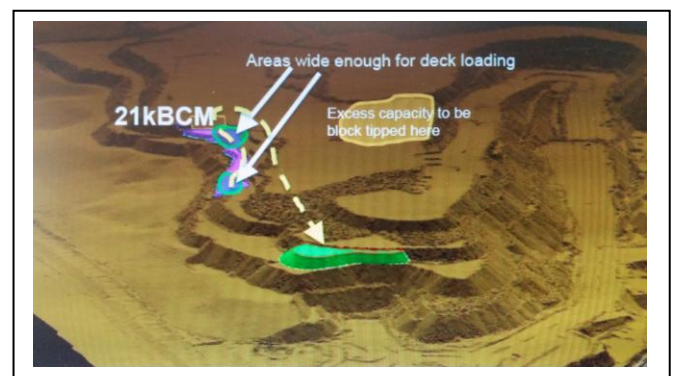 Areas wide enough for deck loading
21kBCM
Excess capacity to be
block tipped here